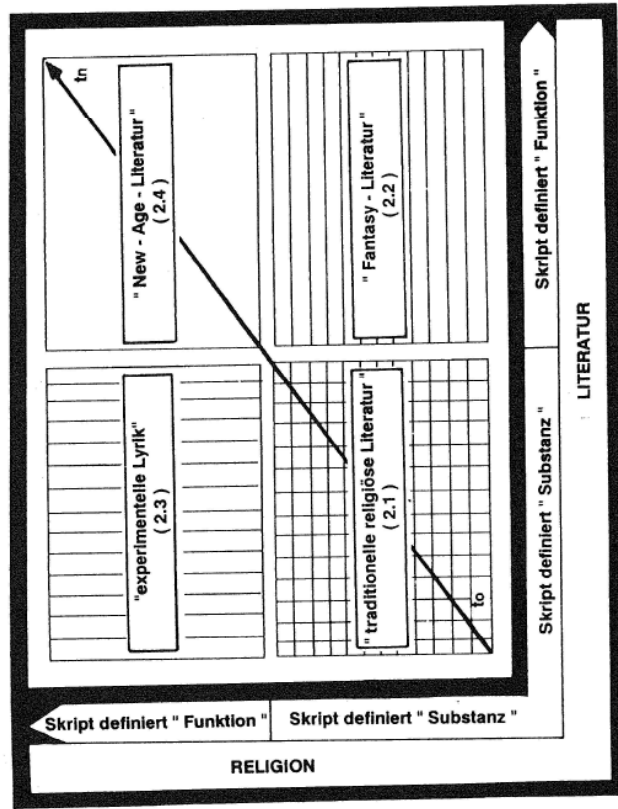 "experimentelle Lyrik"
( 2.3 )
" New - Age - Literatur "
( 2.4 )
tn
" traditionelle religiöse Literatur "
( 2.1 )
to
" Fantasy - Literatur "
( 2.2 )
Skript definiert " Funktion "
Skript definiert " Substanz "
RELIGION
Skript definiert " Substanz "
Skript definiert " Funktion "
LITERATUR